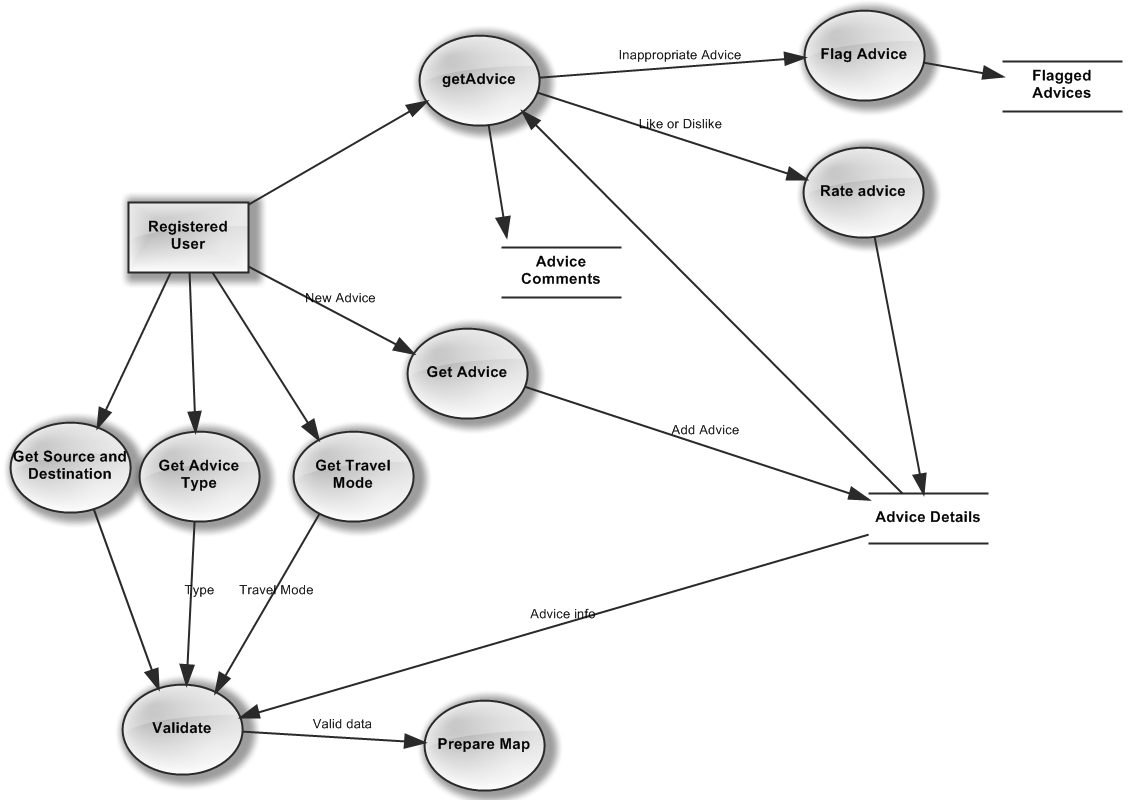 Flag Advice
Inappropriate Advice
Flagged
Advices
getAdvice
Like or Dislike
Rate advice
Registered
User
Advice
Comments
New Advice
Get Advice
Add Advice
Get Source and
Destination
Get Advice
Type
Get Travel
Mode
Advice Details
Type
Travel Mode
Advice info
Validate
Valid data
Prepare Map